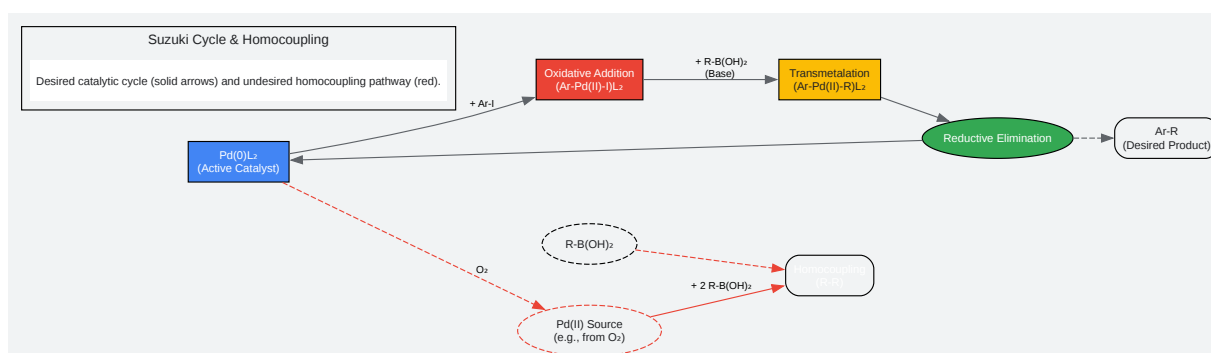 Suzuki Cycle & Homocoupling
Desired catalytic cycle (solid arrows) and undesired homocoupling pathway (red).
Oxidative Addition
(Ar-Pd(II)-I)L₂
+ R-B(OH)₂
(Base)
Transmetalation
(Ar-Pd(II)-R)L₂
+ Ar-I
Reductive Elimination
Ar-R
(Desired Product)
Pd(0)L₂
(Active Catalyst)
R-B(OH)₂
O₂
Homocoupling
(R-R)
+ 2 R-B(OH)₂
Pd(II) Source
(e.g., from O₂)